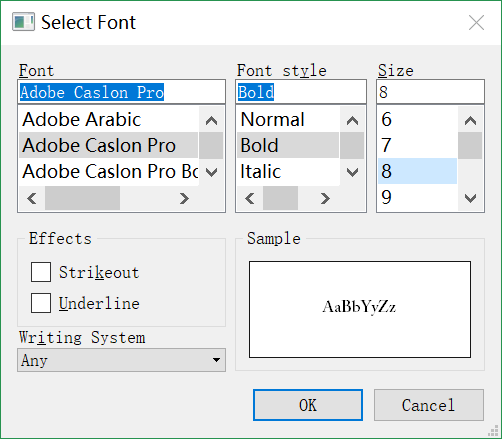 Select Font
Font Font style Size
Adobe Caslon Pro Bold 8
Adobe Arabic Normal 6
Adobe Caslon Pro Bold 7
Adobe Caslon Pro Bo Italic 8
9
Effects Sample
Strikeout
Underline AaBbYyZz
Writing System
Any
OK Cancel